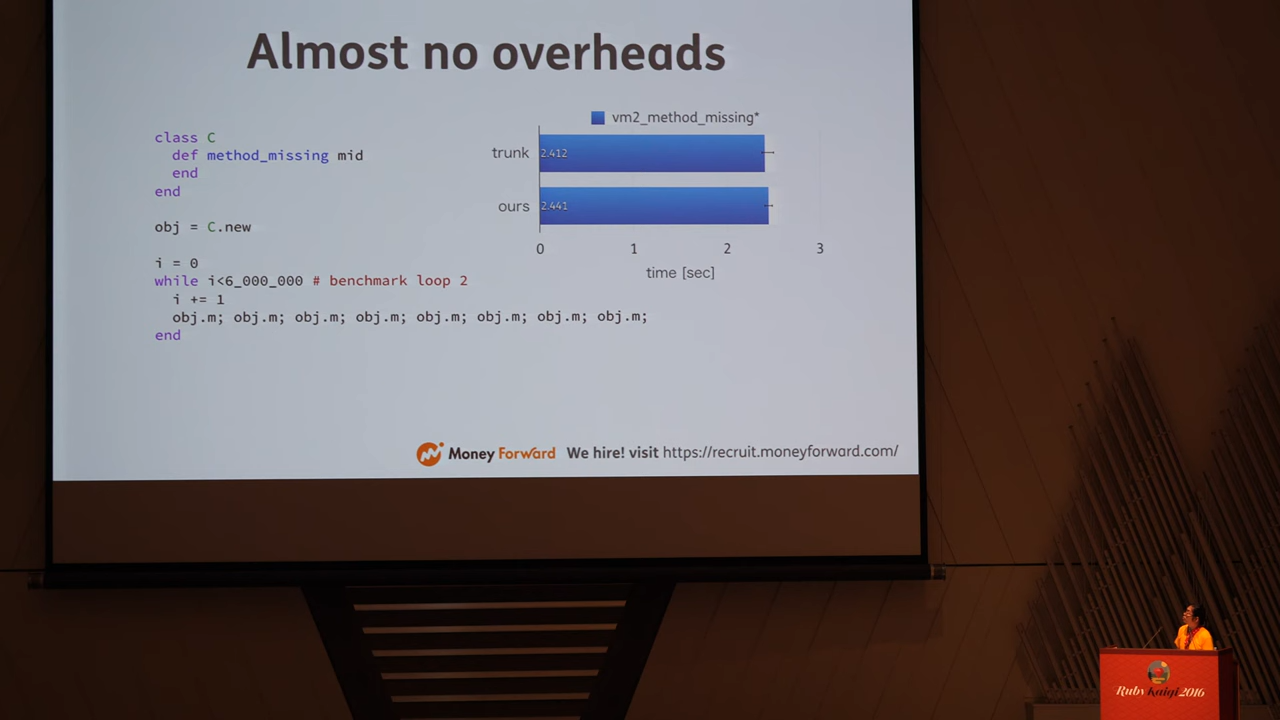 Almost no overheads
class C
  def method_missing mid
  end
end
obj = C.new
i = 0
while i<6_000_000 # benchmark loop 2
  i += 1
  obj.m; obj.m; obj.m; obj.m; obj.m; obj.m; obj.m; obj.m;
end
vm2_method_missing*
trunk 2.412
ours 2.441
0 1 2 3
time [sec]
Money Forward We hire! visit https://recruit.moneyforward.com/
RubyKaigi2016